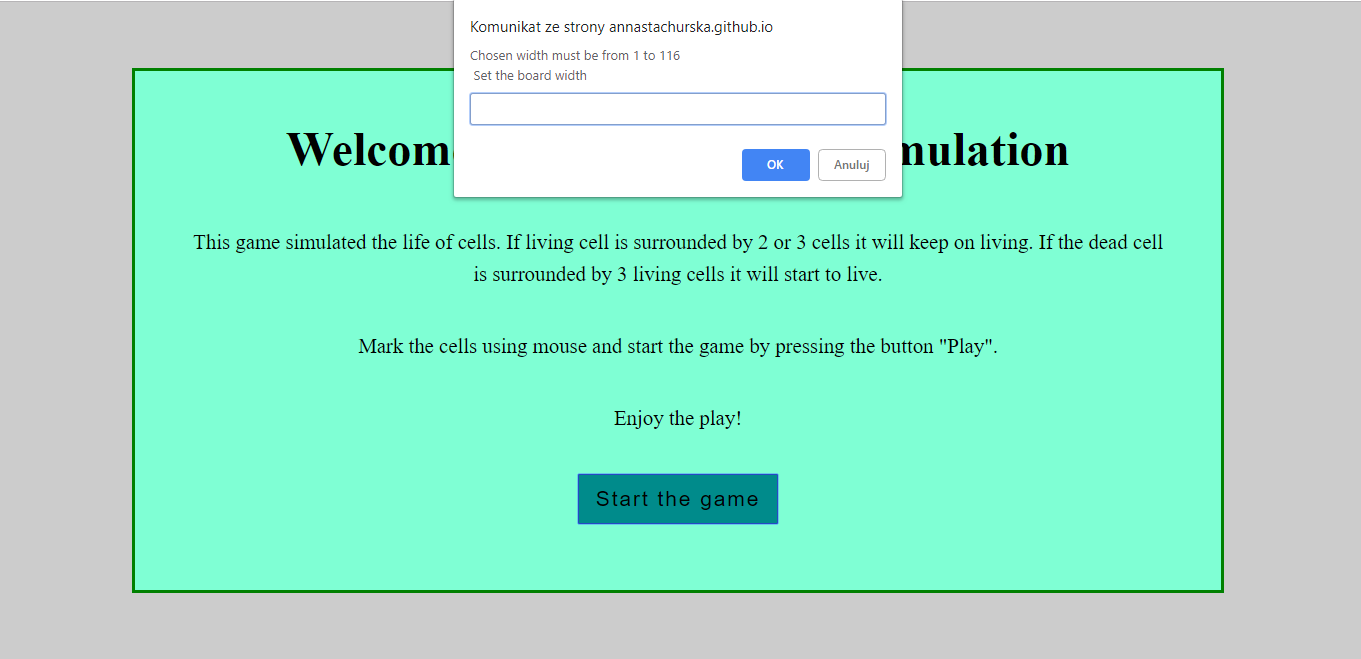 Komunikat ze strony annastachurska.github.io
Chosen width must be from 1 to 116
Set the board width
OK
Anuluj
This game simulated the life of cells. If living cell is surrounded by 2 or 3 cells it will keep on living. If the dead cell
is surrounded by 3 living cells it will start to live.
Mark the cells using mouse and start the game by pressing the button "Play".
Enjoy the play!
Start the game